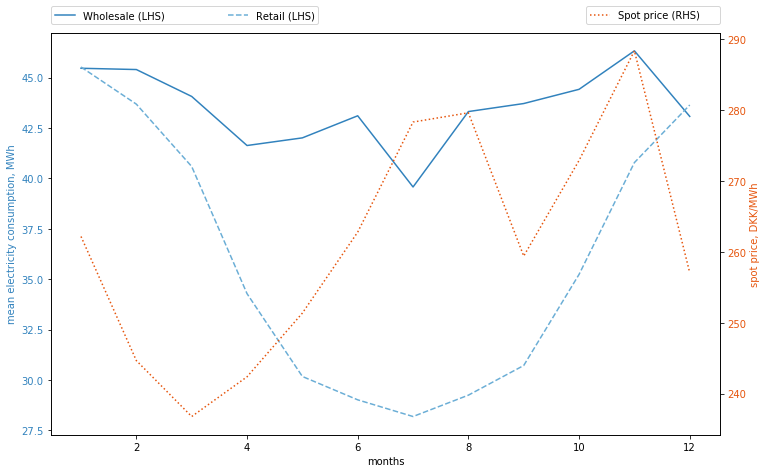 Wholesale (LHS) Retail (LHS) Spot price (RHS)
mean electricity consumption, MWh
45.0
42.5
40.0
37.5
35.0
32.5
30.0
27.5
290
280
270
260
250
240
spot price, DKK/MWh
2 4 6 8 10 12
months